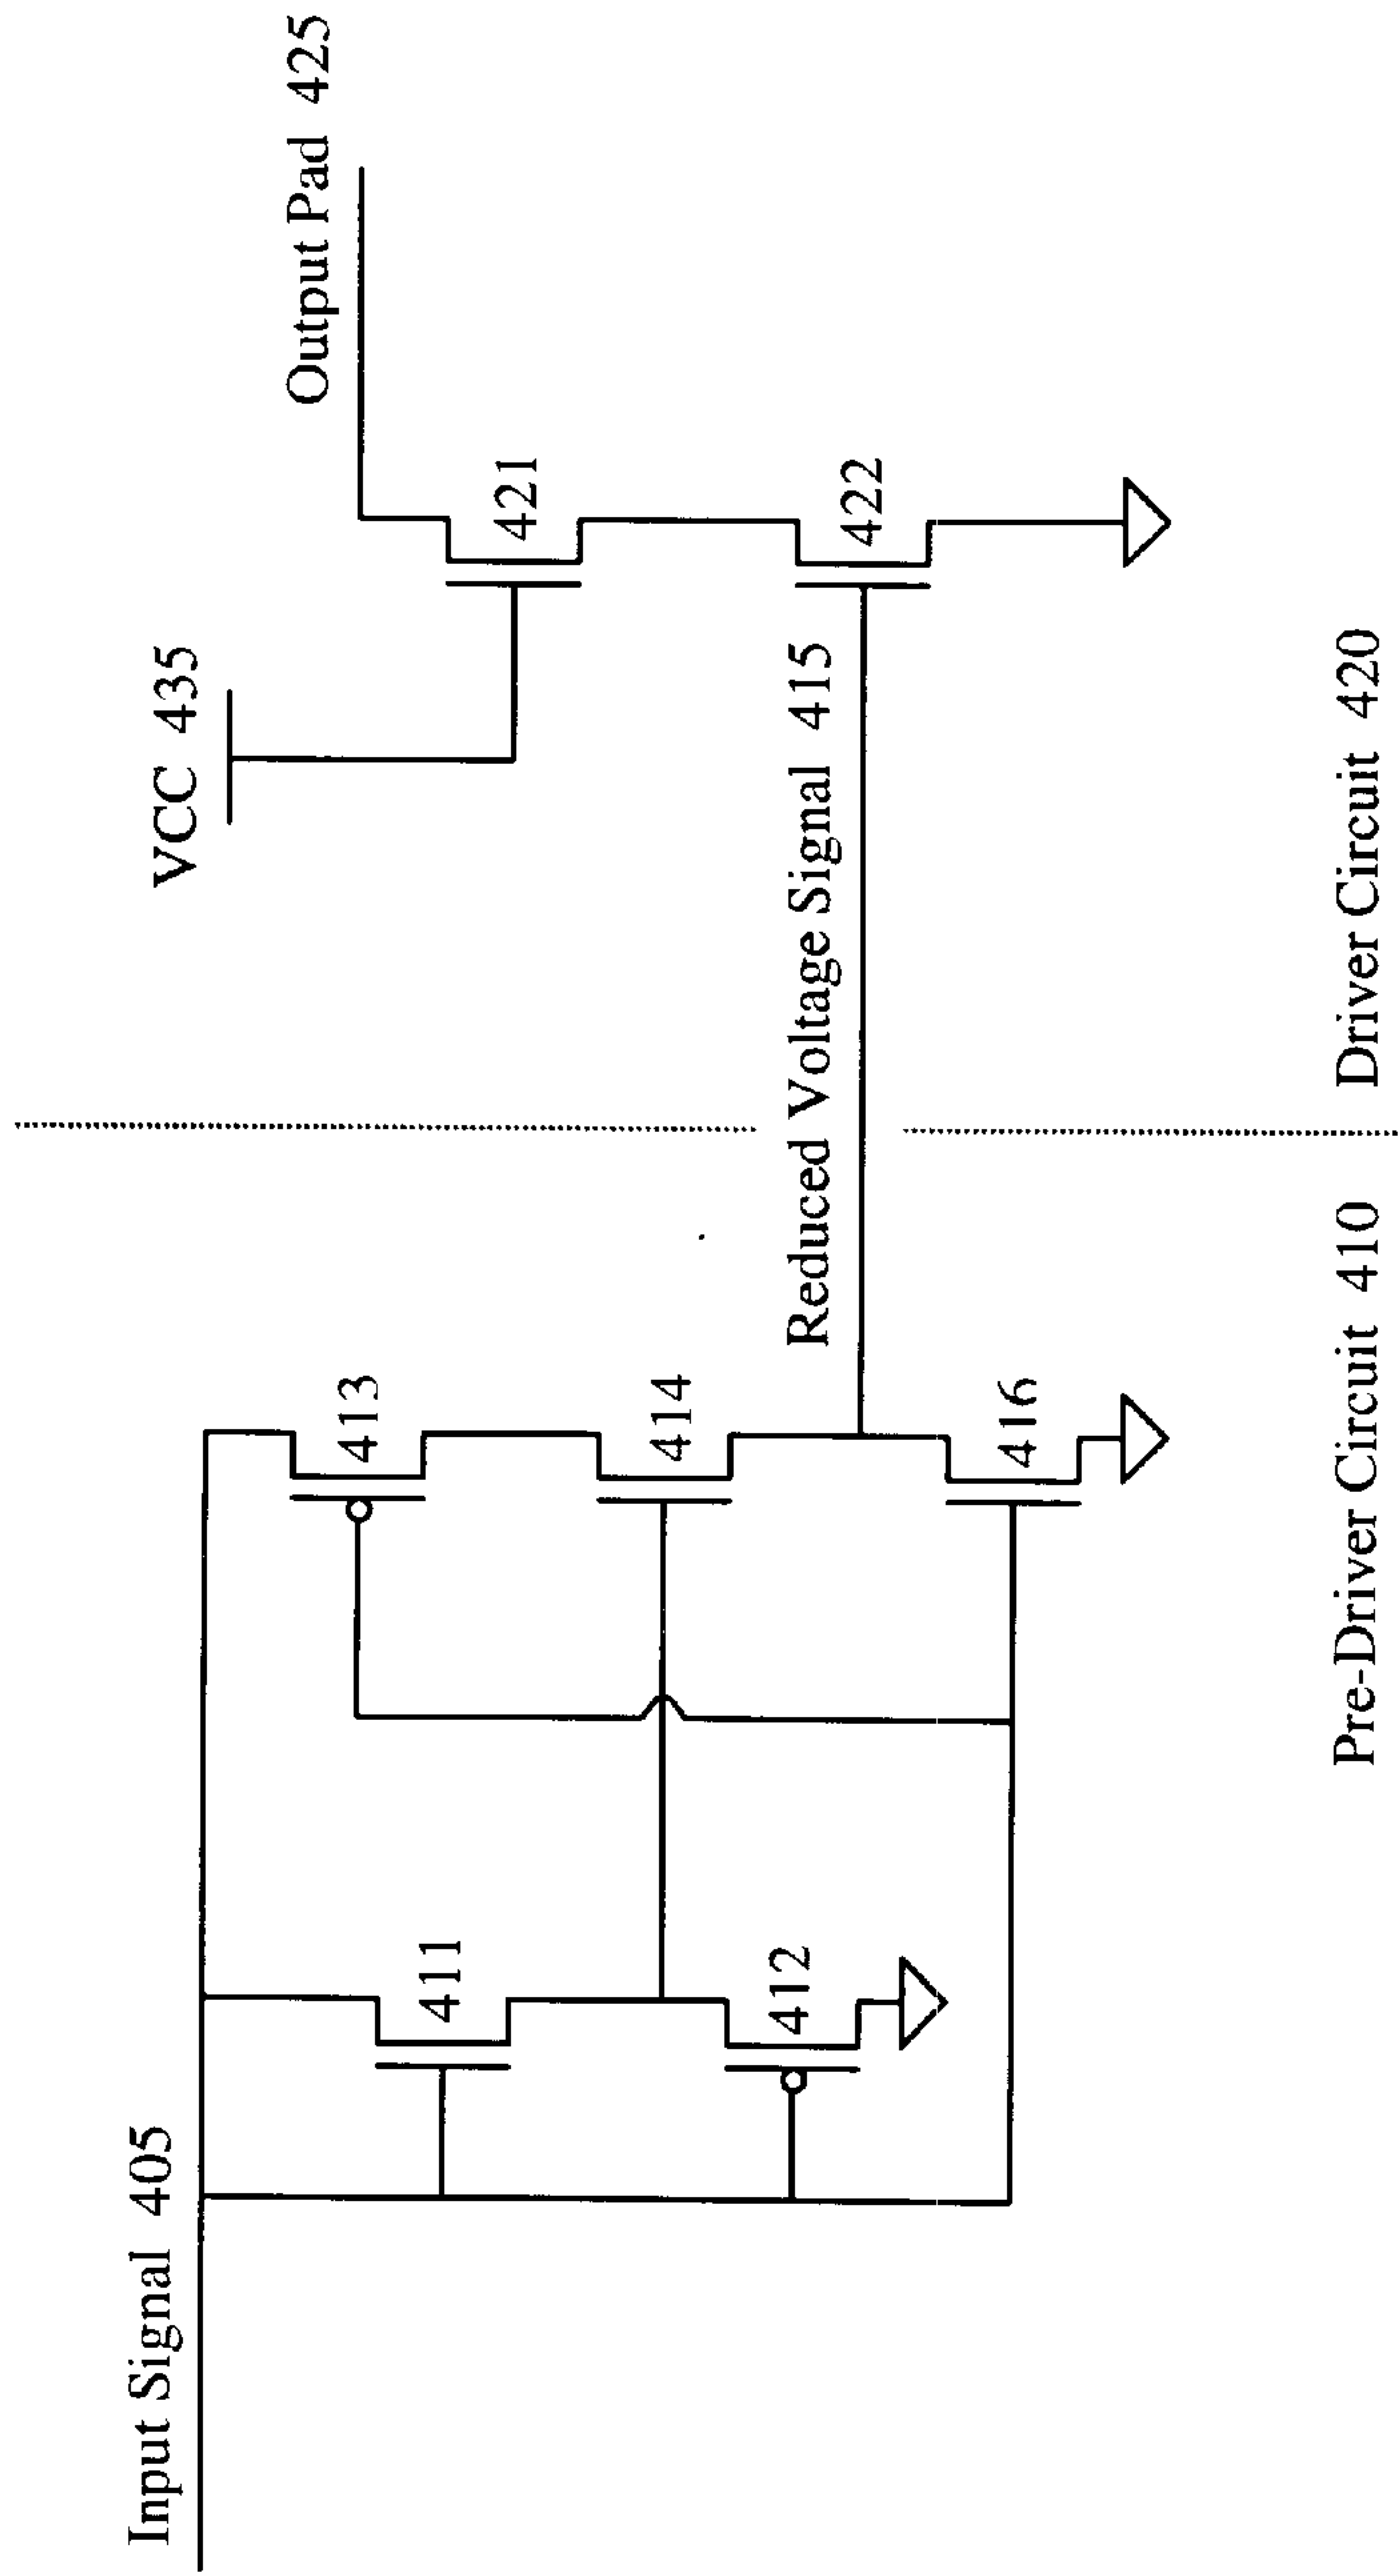 Input Signal 405
VCC 435
Output Pad 425
411
412
413
414
416
Reduced Voltage Signal 415
421
422
Pre-Driver Circuit 410
Driver Circuit 420